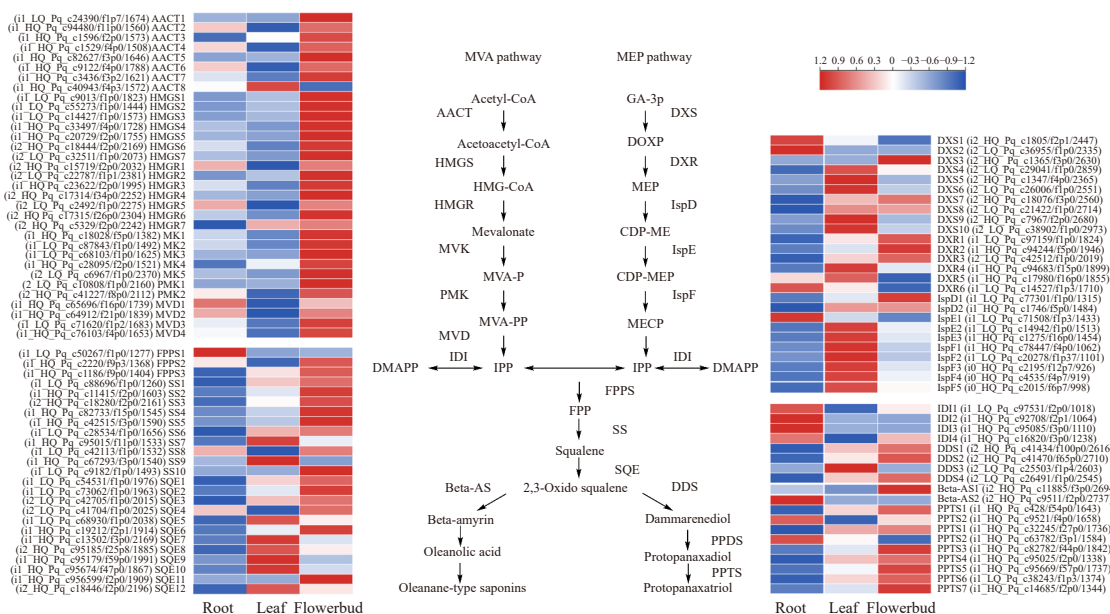 (i1_LQ_Pq_c24390/f1p7/1674) AACT1
(i1_HQ_Pq_c94480/f11p0/1560) AACT2
(i1_HQ_Pq_c1596/f2p0/1573) AACT3
(i1_HQ_Pq_c1529/f4p0/1508) AACT4
(i1_HQ_Pq_c82627/f3p0/1646) AACT5
(i1_HQ_Pq_c9122/f4p0/1788) AACT6
(i1_HQ_Pq_c3436/f3p2/1621) AACT7
(i1_HQ_Pq_c40943/f4p3/1572) AACT8
(i1_LQ_Pq_c9013/f1p0/1823) HMGS1
(i1_LQ_Pq_c55273/f1p0/1444) HMGS2
(i1_LQ_Pq_c14427/f1p0/1573) HMGS3
(i1_HQ_Pq_c33497/f4p0/1728) HMGS4
(i1_HQ_Pq_c20729/f2p0/1755) HMGS5
(i2_HQ_Pq_c18444/f2p0/2169) HMGS6
(i2_LQ_Pq_c32511/f1p0/2073) HMGS7
(i2_HQ_Pq_c15719/f2p0/2032) HMGR1
(i2_LQ_Pq_c22787/f1p1/2381) HMGR2
(i1_HQ_Pq_c23622/f2p0/1995) HMGR3
(i2_HQ_Pq_c17314/f34p0/2252) HMGR4
(i2_HQ_Pq_c2492/f1p0/2275) HMGR5
(i2_HQ_Pq_c17315/f26p0/2304) HMGR6
(i2_HQ_Pq_c5329/f2p0/2242) HMGR7
(i1_HQ_Pq_c18028/f5p0/1382) MK1
(i1_LQ_Pq_c87843/f1p0/1492) MK2
(i1_LQ_Pq_c68103/f1p0/1625) MK3
(i1_HQ_Pq_c28095/f2p0/1521) MK4
(i2_LQ_Pq_c6967/f1p0/2370) MK5
(i2_LQ_Pq_c10808/f1p0/2160) PMK1
(i2_HQ_Pq_c41227/f8p0/2112) PMK2
(i1_HQ_Pq_c65696/f16p0/1739) MVD1
(i1_HQ_Pq_c64912/f21p0/1839) MVD2
(i1_HQ_Pq_c71620/f12p2/1683) MVD3
(i1_HQ_Pq_c76103/f4p0/1653) MVD4
(i1_LQ_Pq_c50267/f1p0/1277) FPPS1
(i1_HQ_Pq_c2220/f9p3/1368) FPPS2
(i1_HQ_Pq_c1186/f9p0/1404) FPPS3
(i1_LQ_Pq_c88696/f1p0/1260) SS1
(i1_HQ_Pq_c11415/f2p0/1603) SS2
(i2_HQ_Pq_c18280/f2p0/2161) SS3
(i1_HQ_Pq_c82733/f15p0/1545) SS4
(i1_HQ_Pq_c42515/f3p0/1590) SS5
(i1_LQ_Pq_c28534/f1p0/1656) SS6
(i1_HQ_Pq_c95015/f11p0/1533) SS7
(i1_LQ_Pq_c42113/f1p0/1532) SS8
(i1_HQ_Pq_c67293/f3p0/1540) SS9
(i1_LQ_Pq_c9182/f1p0/1493) SS10
(i1_LQ_Pq_c54531/f1p0/1976) SQE1
(i1_LQ_Pq_c73062/f1p0/1963) SQE2
(i2_LQ_Pq_c42705/f1p0/2015) SQE3
(i2_LQ_Pq_c41704/f1p0/2025) SQE4
(i1_LQ_Pq_c68930/f1p0/2038) SQE5
(i1_HQ_Pq_c19212/f2p1/1914) SQE6
(i1_HQ_Pq_c13502/f3p0/2169) SQE7
(i2_HQ_Pq_c95185/f25p8/1885) SQE8
(i1_HQ_Pq_c95179/f59p0/1991) SQE9
(i1_HQ_Pq_c95674/f47p0/1867) SQE10
(i1_HQ_Pq_c956599/f2p0/1909) SQE11
(i2_HQ_Pq_c18446/f2p0/2196) SQE12
Root Leaf Flowerbud
MVA pathway
Acetyl-CoA
AACT
Acetoacetyl-CoA
HMGS
HMG-CoA
HMGR
Mevalonate
MVK
MVA-P
PMK
MVA-PP
MVD
IDI
DMAPP
IPP
MEP pathway
GA-3p
DXS
DOPX
DXR
MEP
IspD
CDP-ME
IspE
CDP-MEP
IspF
MECP
IDI
IPP
DMAPP
FPPS
FPP
SS
Squalene
SQE
2,3-Oxido squalene
Beta-AS
Beta-amyrin
Oleanolic acid
Oleanane-type saponins
DDS
Dammarenediol
PPDS
Protopanaxadiol
PPTS
Protopanaxatriol
1.2 0.6 0 -0.6 -1.2
DXS1 (i2_HQ_Pq_c1805/f2p1/2447)
DXS2 (i2_LQ_Pq_c36955/f1p0/2335)
DXS3 (i2_HQ_Pq_c1365/f3p0/2630)
DXS4 (i2_LQ_Pq_c29041/f1p0/2859)
DXS5 (i2_HQ_Pq_c1347/f4p0/2365)
DXS6 (i2_LQ_Pq_c26006/f1p0/2551)
DXS7 (i2_HQ_Pq_c18076/f3p0/2560)
DXS8 (i2_LQ_Pq_c21422/f1p0/2714)
DXS9 (i2_HQ_Pq_c7967/f2p0/2680)
DXS10 (i2_LQ_Pq_c38902/f1p0/2973)
DXR1 (i1_LQ_Pq_c97159/f1p0/1824)
DXR2 (i1_HQ_Pq_c94244/f5p0/1946)
DXR3 (i2_LQ_Pq_c42512/f1p0/2019)
DXR4 (i1_HQ_Pq_c94683/f15p0/1899)
DXR5 (i1_HQ_Pq_c17980/f16p0/1855)
DXR6 (i1_LQ_Pq_c14527/f1p3/1710)
IspD1 (i1_LQ_Pq_c77301/f1p0/1315)
IspD2 (i1_HQ_Pq_c1746/f5p0/1484)
IspE1 (i1_LQ_Pq_c71508/f1p3/1433)
IspE2 (i1_LQ_Pq_c14942/f1p0/1513)
IspE3 (i1_HQ_Pq_c1275/f16p0/1454)
IspF1 (i1_HQ_Pq_c78447/f4p0/1062)
IspF2 (i1_LQ_Pq_c20278/f1p37/1101)
IspF3 (i0_HQ_Pq_c2195/f12p7/926)
IspF4 (i0_HQ_Pq_c4535/f4p7/919)
IspF5 (i0_HQ_Pq_c2015/f6p7/998)
IDI1 (i1_LQ_Pq_c97531/f2p0/1018)
IDI2 (i1_HQ_Pq_c92708/f2p1/1064)
IDI3 (i1_HQ_Pq_c95085/f3p0/1110)
IDI4 (i1_HQ_Pq_c16820/f3p0/1238)
DDS1 (i2_HQ_Pq_c41434/f100p0/2616
DDS2 (i2_HQ_Pq_c41470/f65p0/2710)
DDS3 (i2_LQ_Pq_c25503/f1p4/2603)
DDS4 (i2_LQ_Pq_c26491/f1p0/2545)
Beta-AS1 (i2_HQ_Pq_c11885/f3p0/269
Beta-AS2 (i2_HQ_Pq_c9511/f2p0/2737)
PPTS1 (i1_HQ_Pq_c428/f54p0/1643)
PPTS2 (i1_HQ_Pq_c9521/f4p0/1658)
PPTS1 (i1_HQ_Pq_c32245/f27p0/1736)
PPTS2 (i1_HQ_Pq_c63782/f3p1/1584)
PPTS3 (i1_HQ_Pq_c82782/f44p0/1842)
PPTS4 (i1_HQ_Pq_c95025/f2p0/1338)
PPTS5 (i1_HQ_Pq_c95669/f57p0/1737)
PPTS6 (i1_LQ_Pq_c38243/f1p3/1374)
PPTS7 (i1_HQ_Pq_c14685/f2p0/1344)
Root Leaf Flowerbud